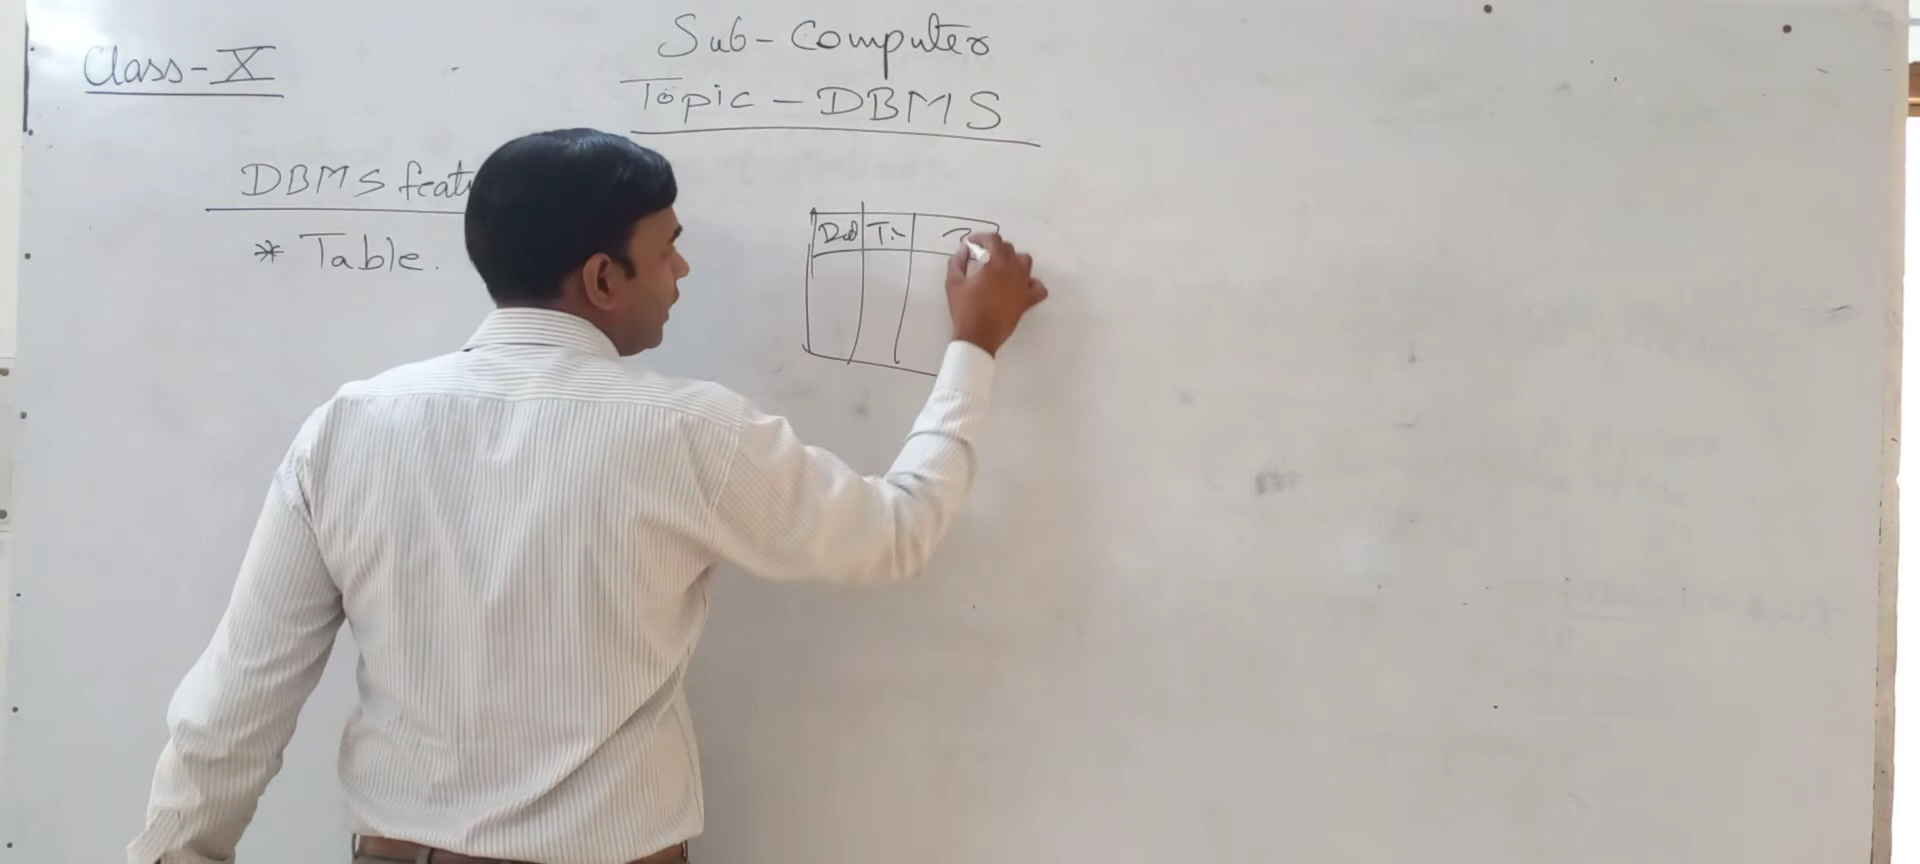 Class-X
Sub-Computer
Topic - DBMS
DBMS feat
* Table.